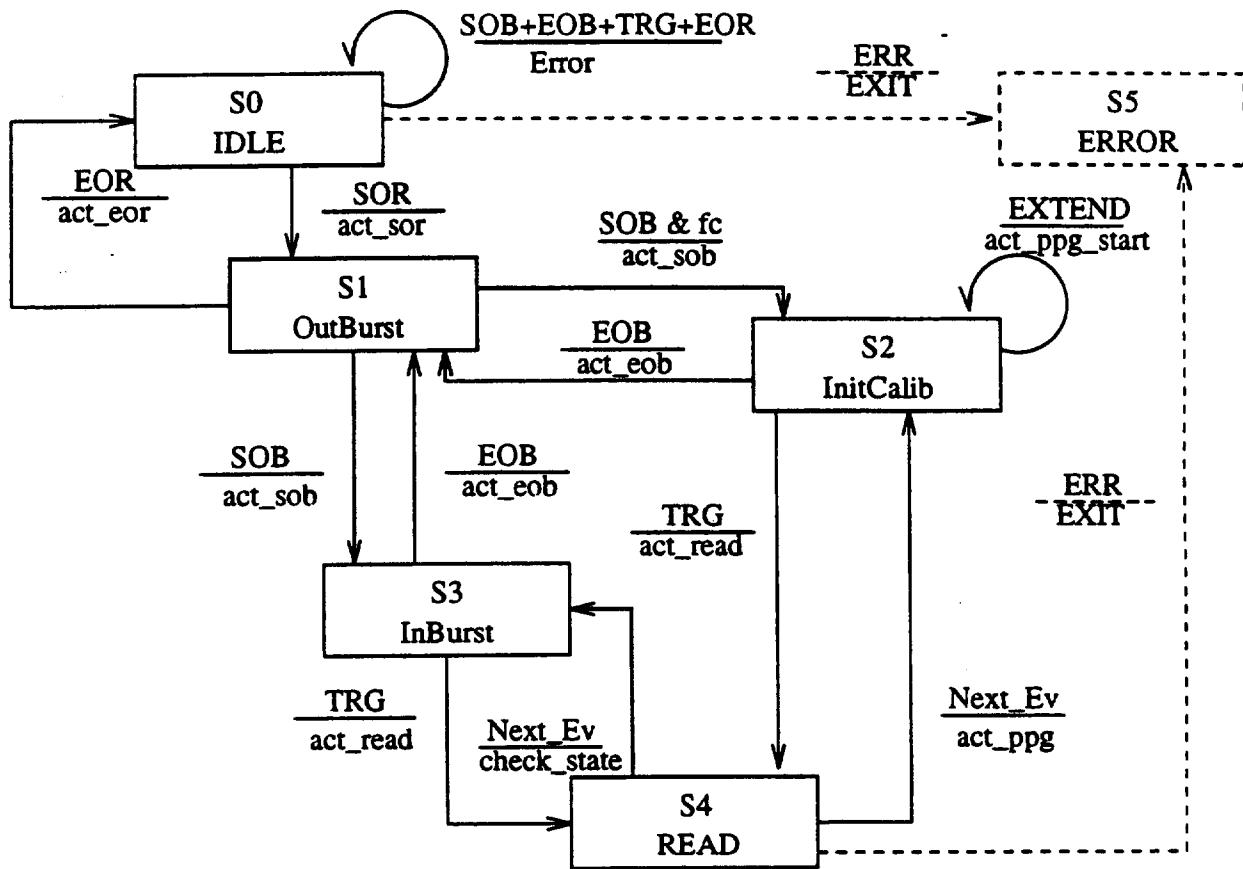 SOB+EOB+TRG+EOR
Error
ERR
EXIT
S0
IDLE
S5
ERROR
EOR
act_eor
SOR
act_sor
SOB & fc
act_sob
EXTEND
act_ppg_start
S1
OutBurst
EOB
act_eob
S2
InitCalib
SOB
act_sob
EOB
act_eob
TRG
act_read
ERR
EXIT
S3
InBurst
TRG
act_read
Next_Ev
check_state
Next_Ev
act_ppg
S4
READ